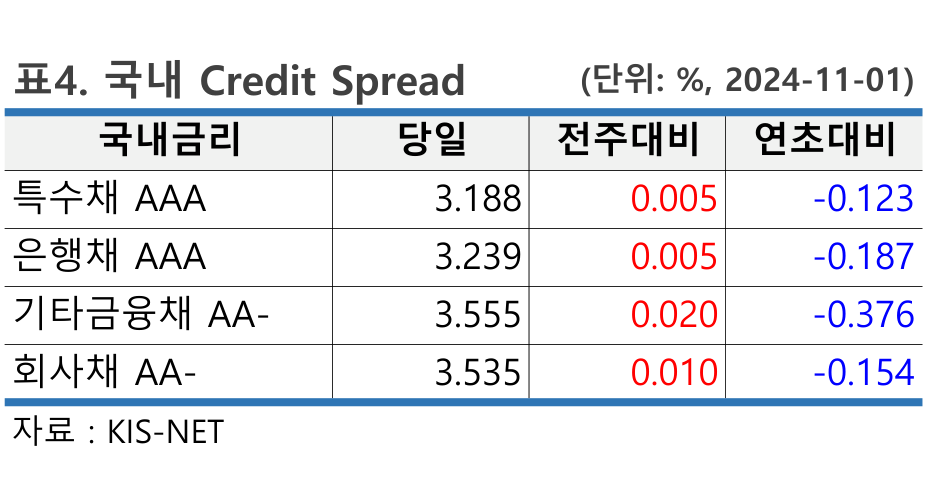 표4. 국내 Credit Spread (단위: %, 2024-11-01)
국내금리 당일 전주대비 연초대비
특수채 AAA 3.188 0.005 -0.123
은행채 AAA 3.239 0.005 -0.187
기타금융채 AA- 3.555 0.020 -0.376
회사채 AA- 3.535 0.010 -0.154
자료 : KIS-NET